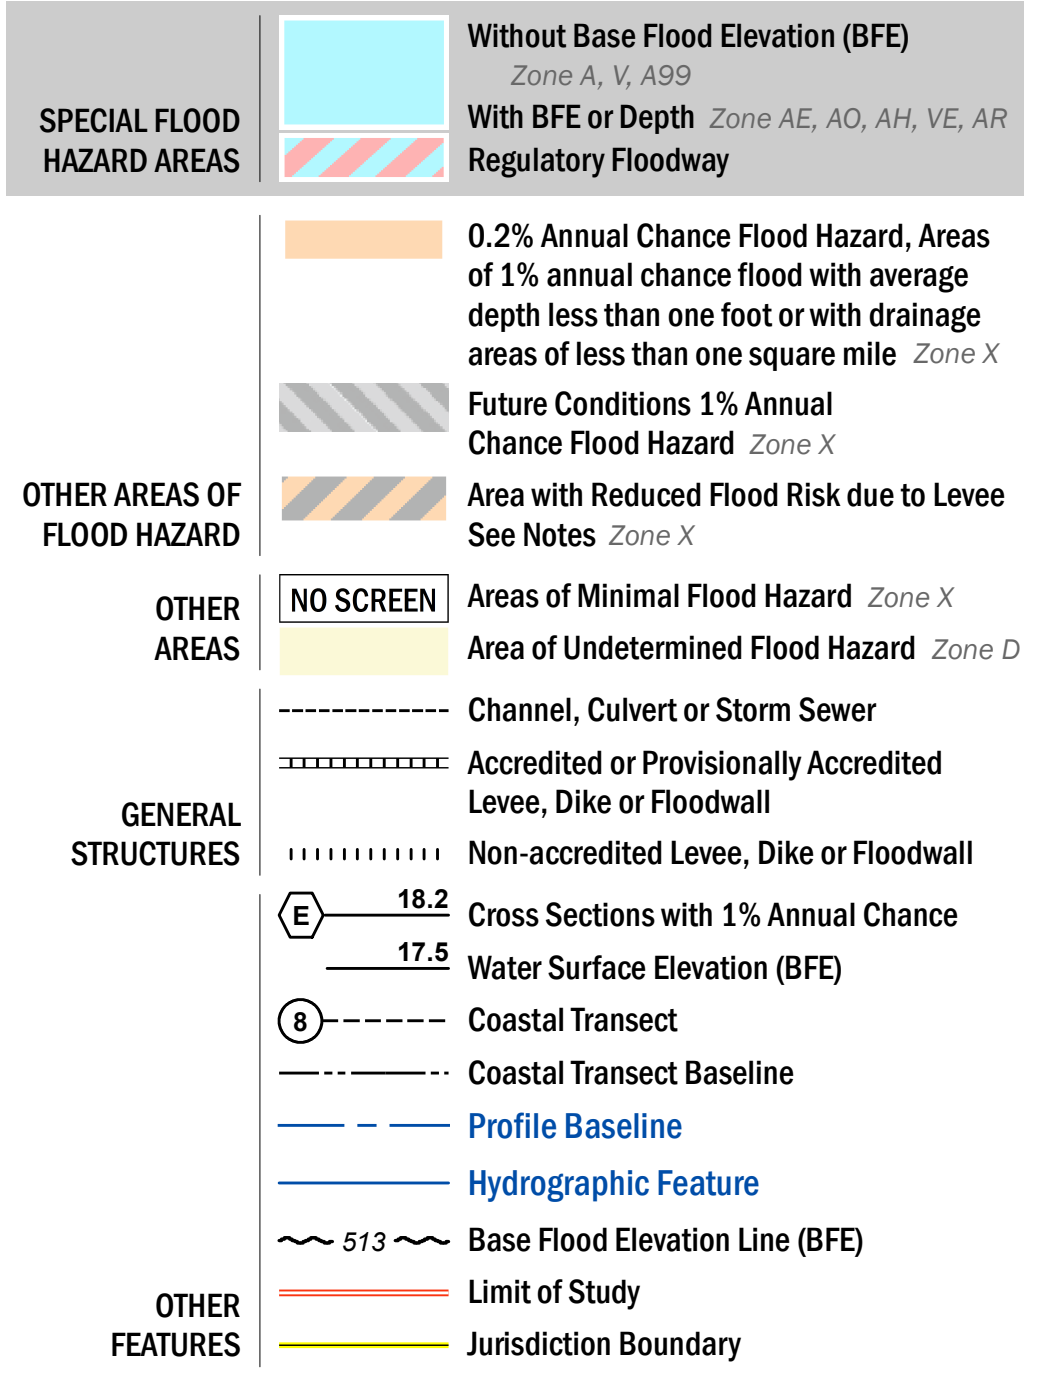 SPECIAL FLOOD
HAZARD AREAS
Without Base Flood Elevation (BFE)
Zone A, V, A99
With BFE or Depth Zone AE, AO, AH, VE, AR
Regulatory Floodway
OTHER AREAS OF
FLOOD HAZARD
0.2% Annual Chance Flood Hazard, Areas
of 1% annual chance flood with average
depth less than one foot or with drainage
areas of less than one square mile Zone X
Future Conditions 1% Annual
Chance Flood Hazard Zone X
Area with Reduced Flood Risk due to Levee
See Notes Zone X
OTHER
AREAS
NO SCREEN Areas of Minimal Flood Hazard Zone X
Area of Undetermined Flood Hazard Zone D
GENERAL
STRUCTURES
Channel, Culvert or Storm Sewer
Accredited or Provisionally Accredited
Levee, Dike or Floodwall
Non-accredited Levee, Dike or Floodwall
OTHER
FEATURES
E 18.2 Cross Sections with 1% Annual Chance
17.5 Water Surface Elevation (BFE)
8 Coastal Transect
Coastal Transect Baseline
Profile Baseline
Hydrographic Feature
513 Base Flood Elevation Line (BFE)
Limit of Study
Jurisdiction Boundary